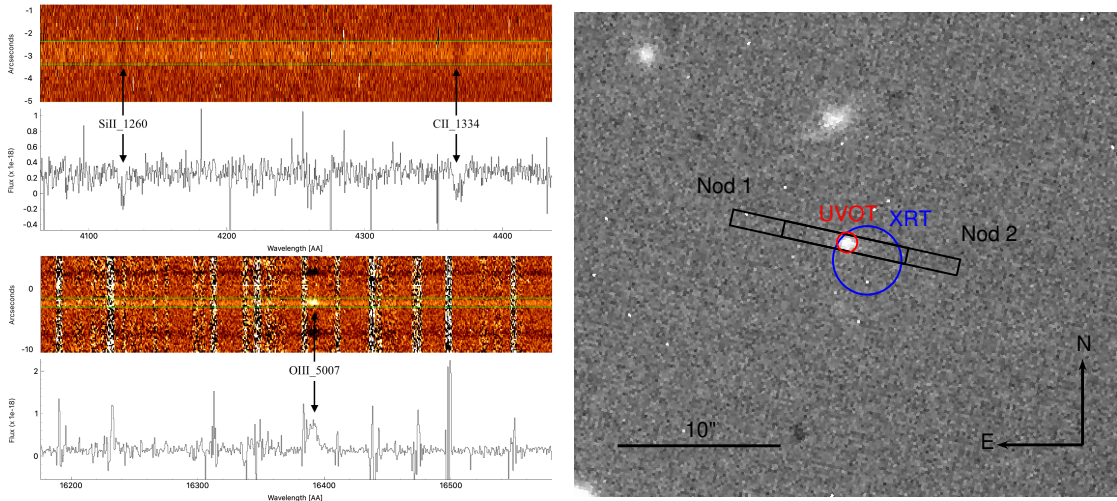 Arcseconds
-1
-2
-3
-4
-5
SiII_1260
CII_1334
Flux (x 1e-18)
1
0.8
0.6
0.4
0.2
0
-0.2
-0.4
4100
4200
4300
4400
Wavelength [AA]
Arcseconds
0
-10
OIII_5007
Flux (x 1e-18)
2
1
0
16200
16300
16400
16500
Wavelength [AA]
Nod 1
UVOT
XRT
Nod 2
10"
N
E